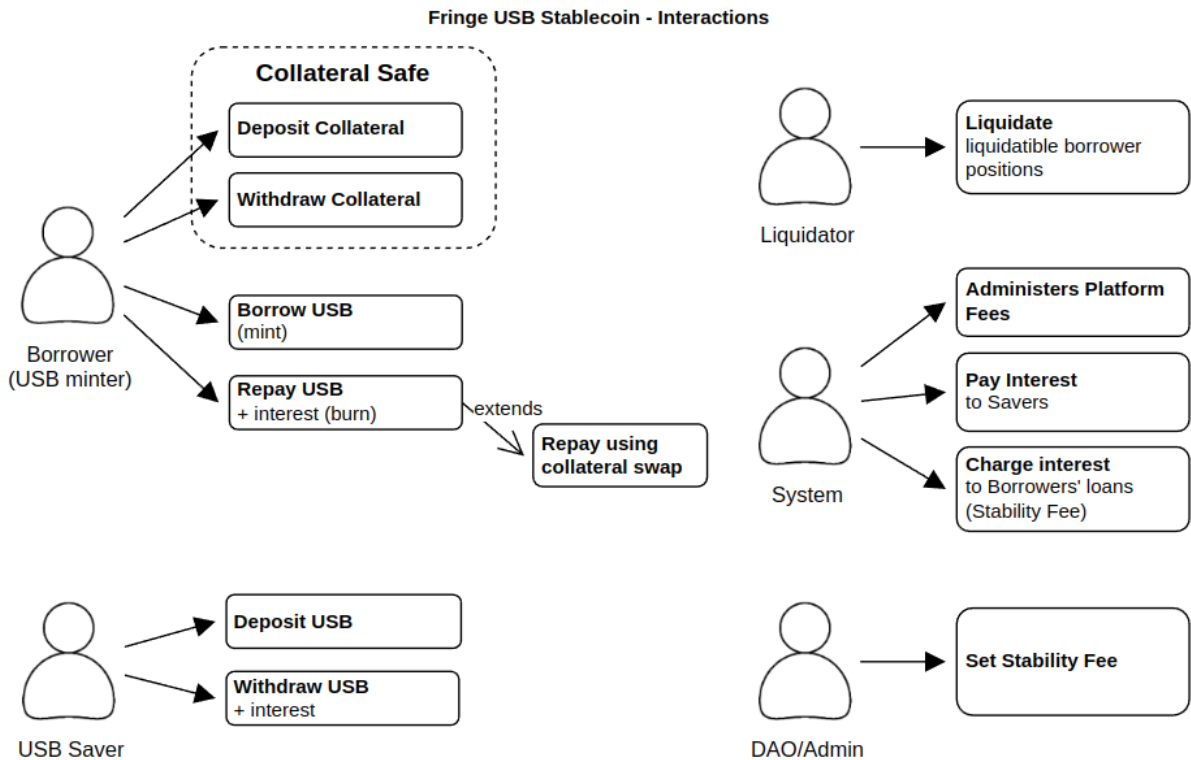 Fringe USB Stablecoin - Interactions
Collateral Safe
Deposit Collateral
Withdraw Collateral
Borrower
(USB minter)
Borrow USB
(mint)
Repay USB
+ interest (burn)
extends
Repay using
collateral swap
USB Saver
Deposit USB
Withdraw USB
+ interest
Liquidator
Liquidate
liquidatible borrower
positions
System
Administers Platform
Fees
Pay Interest
to Savers
Charge interest
to Borrowers' loans
(Stability Fee)
DAO/Admin
Set Stability Fee